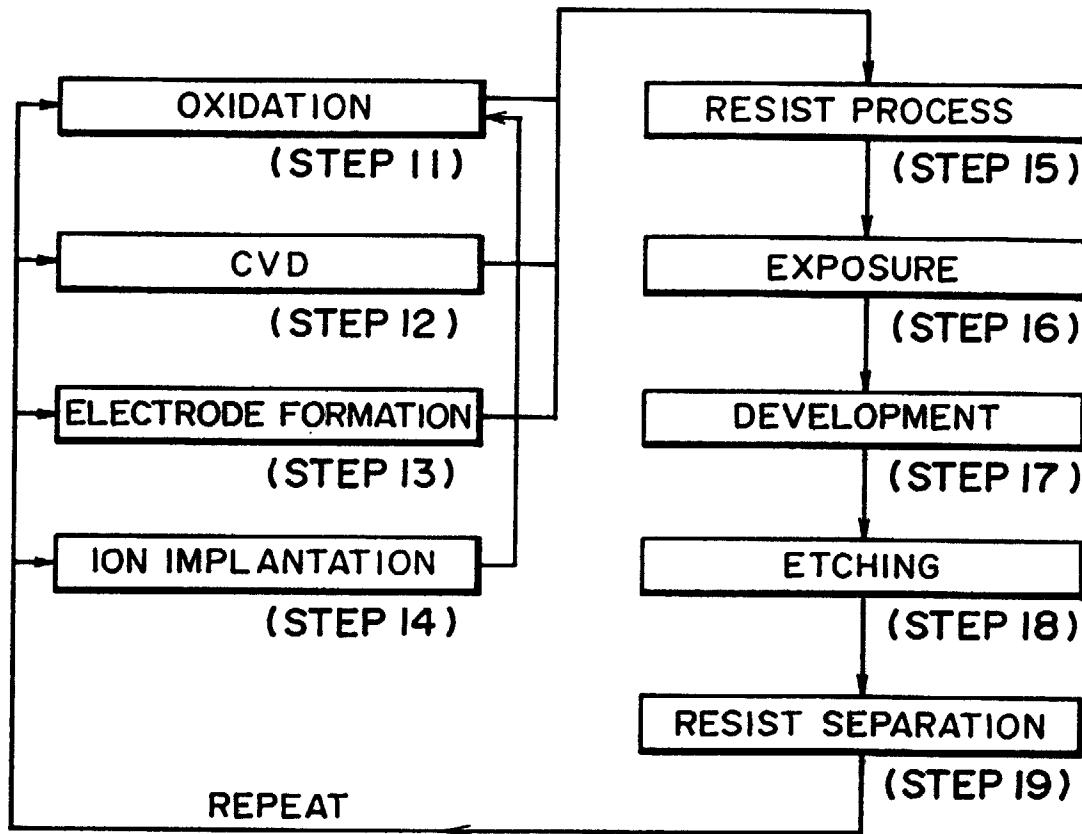 OXIDATION
(STEP 11)
CVD
(STEP 12)
ELECTRODE FORMATION
(STEP 13)
ION IMPLANTATION
(STEP 14)
RESIST PROCESS
(STEP 15)
EXPOSURE
(STEP 16)
DEVELOPMENT
(STEP 17)
ETCHING
(STEP 18)
RESIST SEPARATION
(STEP 19)
REPEAT